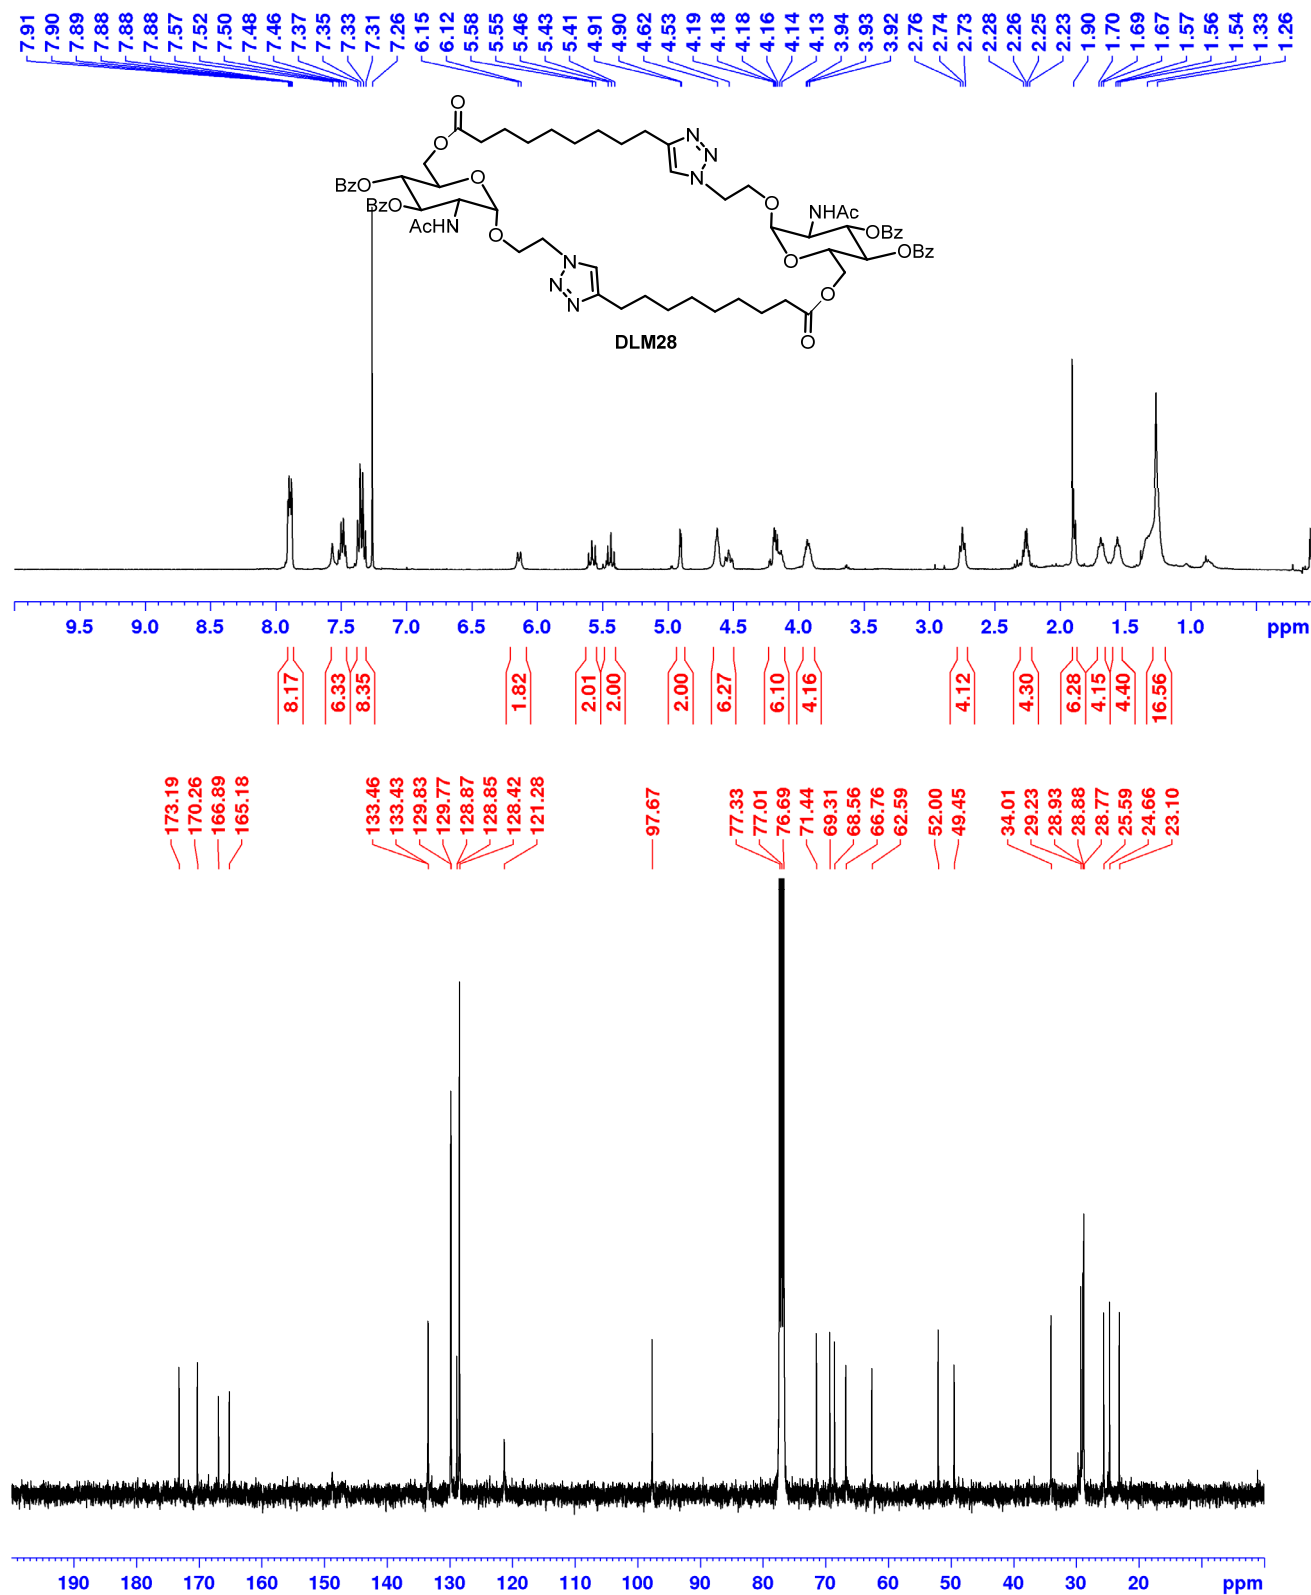 7.91 7.90 7.89 7.88 7.88 7.88 7.57 7.52 7.50 7.48 7.46 7.37 7.35 7.33 7.31 7.26 6.15 6.12 5.58 5.55 5.46 5.43 5.41 4.91 4.90 4.62 4.53 4.19 4.18 4.18 4.16 4.14 4.13 3.94 3.93 3.92 2.76 2.74 2.73 2.28 2.26 2.25 2.23 1.90 1.70 1.69 1.67 1.57 1.56 1.54 1.33 1.26
O
O
N
N
N
O
BzO
BzO
AcHN
O
O
NHAc
OBz
OBz
O
O
N
N
N
O
DLM28
9.5 9.0 8.5 8.0 7.5 7.0 6.5 6.0 5.5 5.0 4.5 4.0 3.5 3.0 2.5 2.0 1.5 1.0 ppm
8.17 6.33 8.35 1.82 2.01 2.00 2.00 6.27 6.10 4.16 4.12 4.30 6.28 4.15 4.40 16.56
173.19 170.26 166.89 165.18 133.46 133.43 129.83 129.77 128.87 128.85 128.42 121.28 97.67 77.33 77.01 76.69 71.44 69.31 68.56 66.76 62.59 52.00 49.45 34.01 29.23 28.93 28.88 28.77 25.59 24.66 23.10
190 180 170 160 150 140 130 120 110 100 90 80 70 60 50 40 30 20 ppm